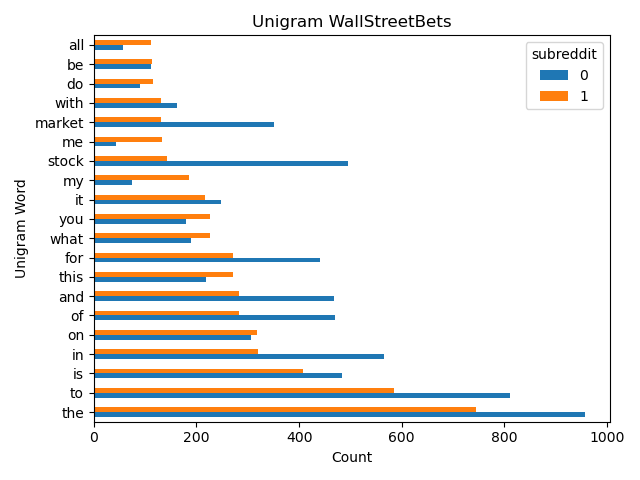 Unigram WallStreetBets
subreddit
0
1
all
be
do
with
market
me
stock
my
it
you
what
for
this
and
of
on
in
is
to
the
Unigram Word
0 200 400 600 800 1000
Count